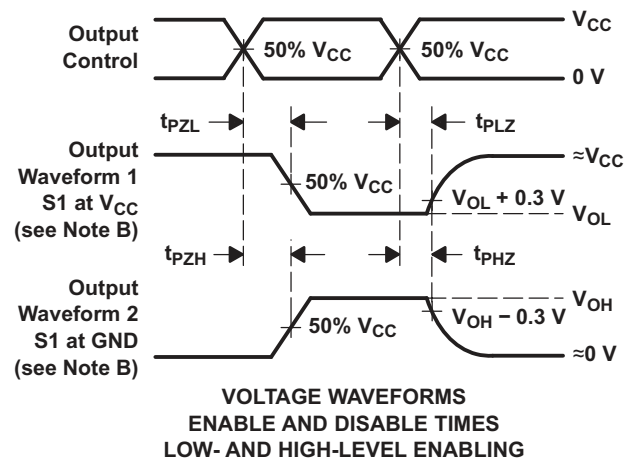 Output
Control
50% VCC
50% VCC
VCC
0 V
tPZL
tPLZ
Output
Waveform 1
S1 at VCC
(see Note B)
50% VCC
≈VCC
VOL + 0.3 V
VOL
tPZH
tPHZ
Output
Waveform 2
S1 at GND
(see Note B)
50% VCC
VOH
VOH − 0.3 V
≈0 V
VOLTAGE WAVEFORMS
ENABLE AND DISABLE TIMES
LOW- AND HIGH-LEVEL ENABLING